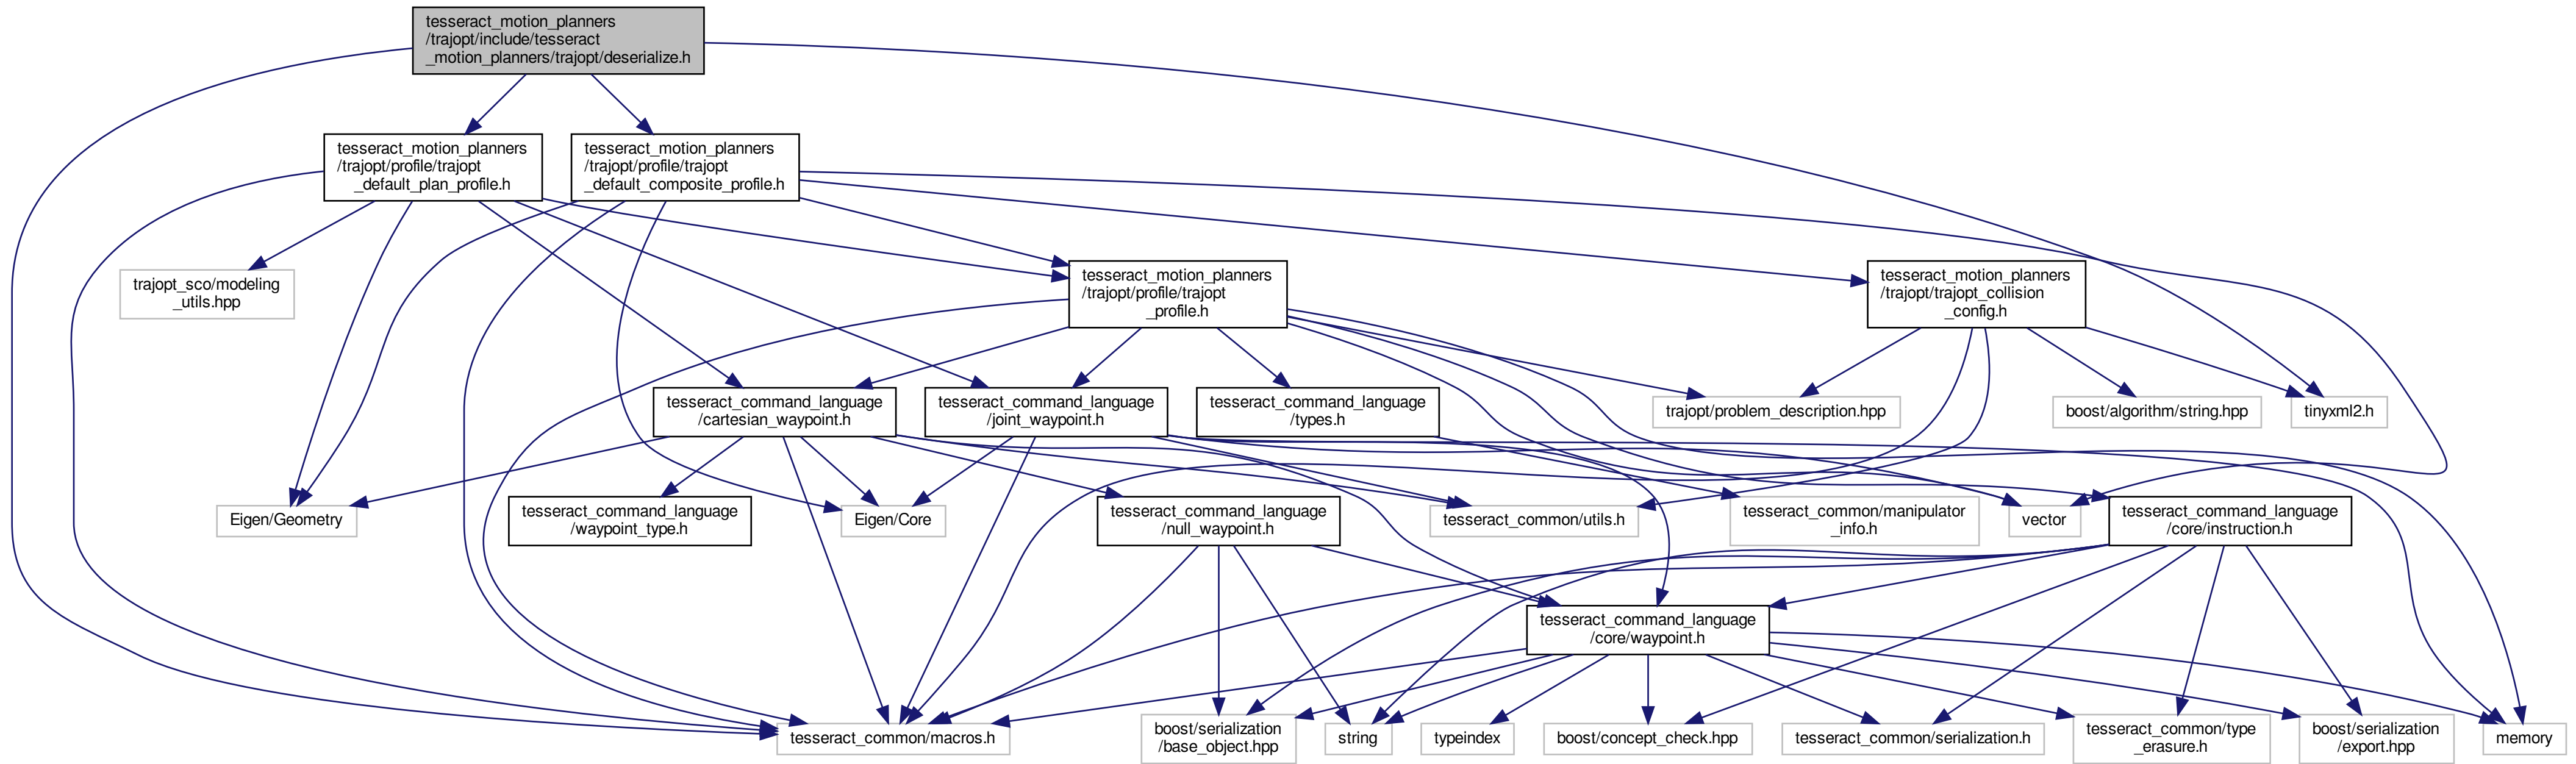 tesseract_motion_planners
/trajopt/include/tesseract
_motion_planners/trajopt/deserialize.h
tesseract_motion_planners
/trajopt/profile/trajopt
_default_plan_profile.h
tesseract_motion_planners
/trajopt/profile/trajopt
_default_composite_profile.h
trajopt_sco/modeling
_utils.hpp
tesseract_motion_planners
/trajopt/profile/trajopt
_profile.h
tesseract_motion_planners
/trajopt/trajopt_collision
_config.h
tesseract_command_language
/cartesian_waypoint.h
tesseract_command_language
/joint_waypoint.h
tesseract_command_language
/types.h
trajopt/problem_description.hpp
boost/algorithm/string.hpp
tinyxml2.h
Eigen/Geometry
tesseract_command_language
/waypoint_type.h
Eigen/Core
tesseract_command_language
/null_waypoint.h
tesseract_common/utils.h
tesseract_common/manipulator
_info.h
vector
tesseract_command_language
/core/instruction.h
tesseract_command_language
/core/waypoint.h
tesseract_common/macros.h
boost/serialization
/base_object.hpp
string
typeindex
boost/concept_check.hpp
tesseract_common/serialization.h
tesseract_common/type
_erasure.h
boost/serialization
/export.hpp
memory